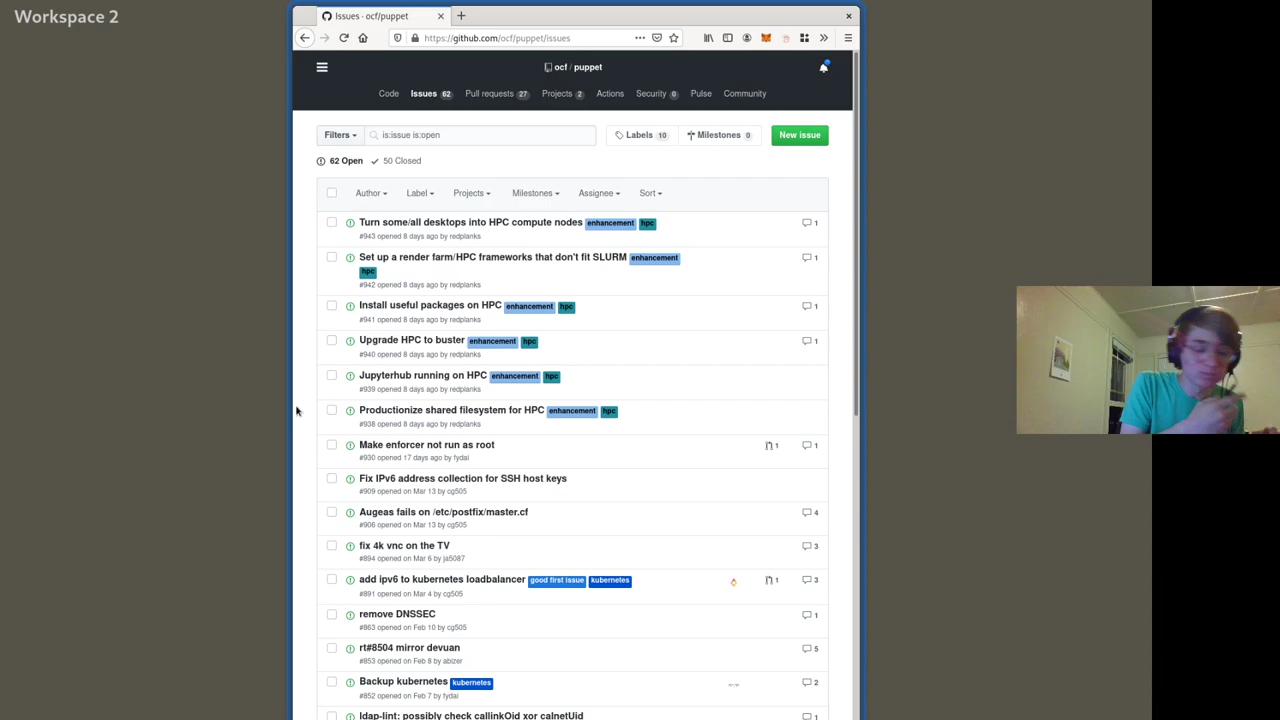 Workspace 2
Issues · ocf/puppet
https://github.com/ocf/puppet/issues
ocf / puppet
Code Issues 62 Pull requests 27 Projects 2 Actions Security 0 Pulse Community
Filters is:issue is:open Labels 10 Milestones 0 New issue
62 Open 50 Closed
Author Label Projects Milestones Assignee Sort
Turn some/all desktops into HPC compute nodes enhancement hpc 1
#943 opened 8 days ago by redplanks
Set up a render farm/HPC frameworks that don't fit SLURM enhancement 1
hpc
#942 opened 8 days ago by redplanks
Install useful packages on HPC enhancement hpc 1
#941 opened 8 days ago by redplanks
Upgrade HPC to buster enhancement hpc 1
#940 opened 8 days ago by redplanks
Jupyterhub running on HPC enhancement hpc
#939 opened 8 days ago by redplanks
Productionize shared filesystem for HPC enhancement hpc
#938 opened 8 days ago by redplanks
Make enforcer not run as root 1 1
#930 opened 17 days ago by fydai
Fix IPv6 address collection for SSH host keys
#909 opened on Mar 13 by cg505
Augeas fails on /etc/postfix/master.cf 4
#906 opened on Mar 13 by cg505
fix 4k vnc on the TV 3
#894 opened on Mar 6 by ja5087
add ipv6 to kubernetes loadbalancer good first issue kubernetes 1 3
#891 opened on Mar 4 by cg505
remove DNSSEC 1
#863 opened on Feb 10 by cg505
rt#8504 mirror devuan 5
#853 opened on Feb 8 by abizer
Backup kubernetes kubernetes 2
#852 opened on Feb 7 by fydai
ldap-lint: possibly check callinkOid xor calnetUid 1